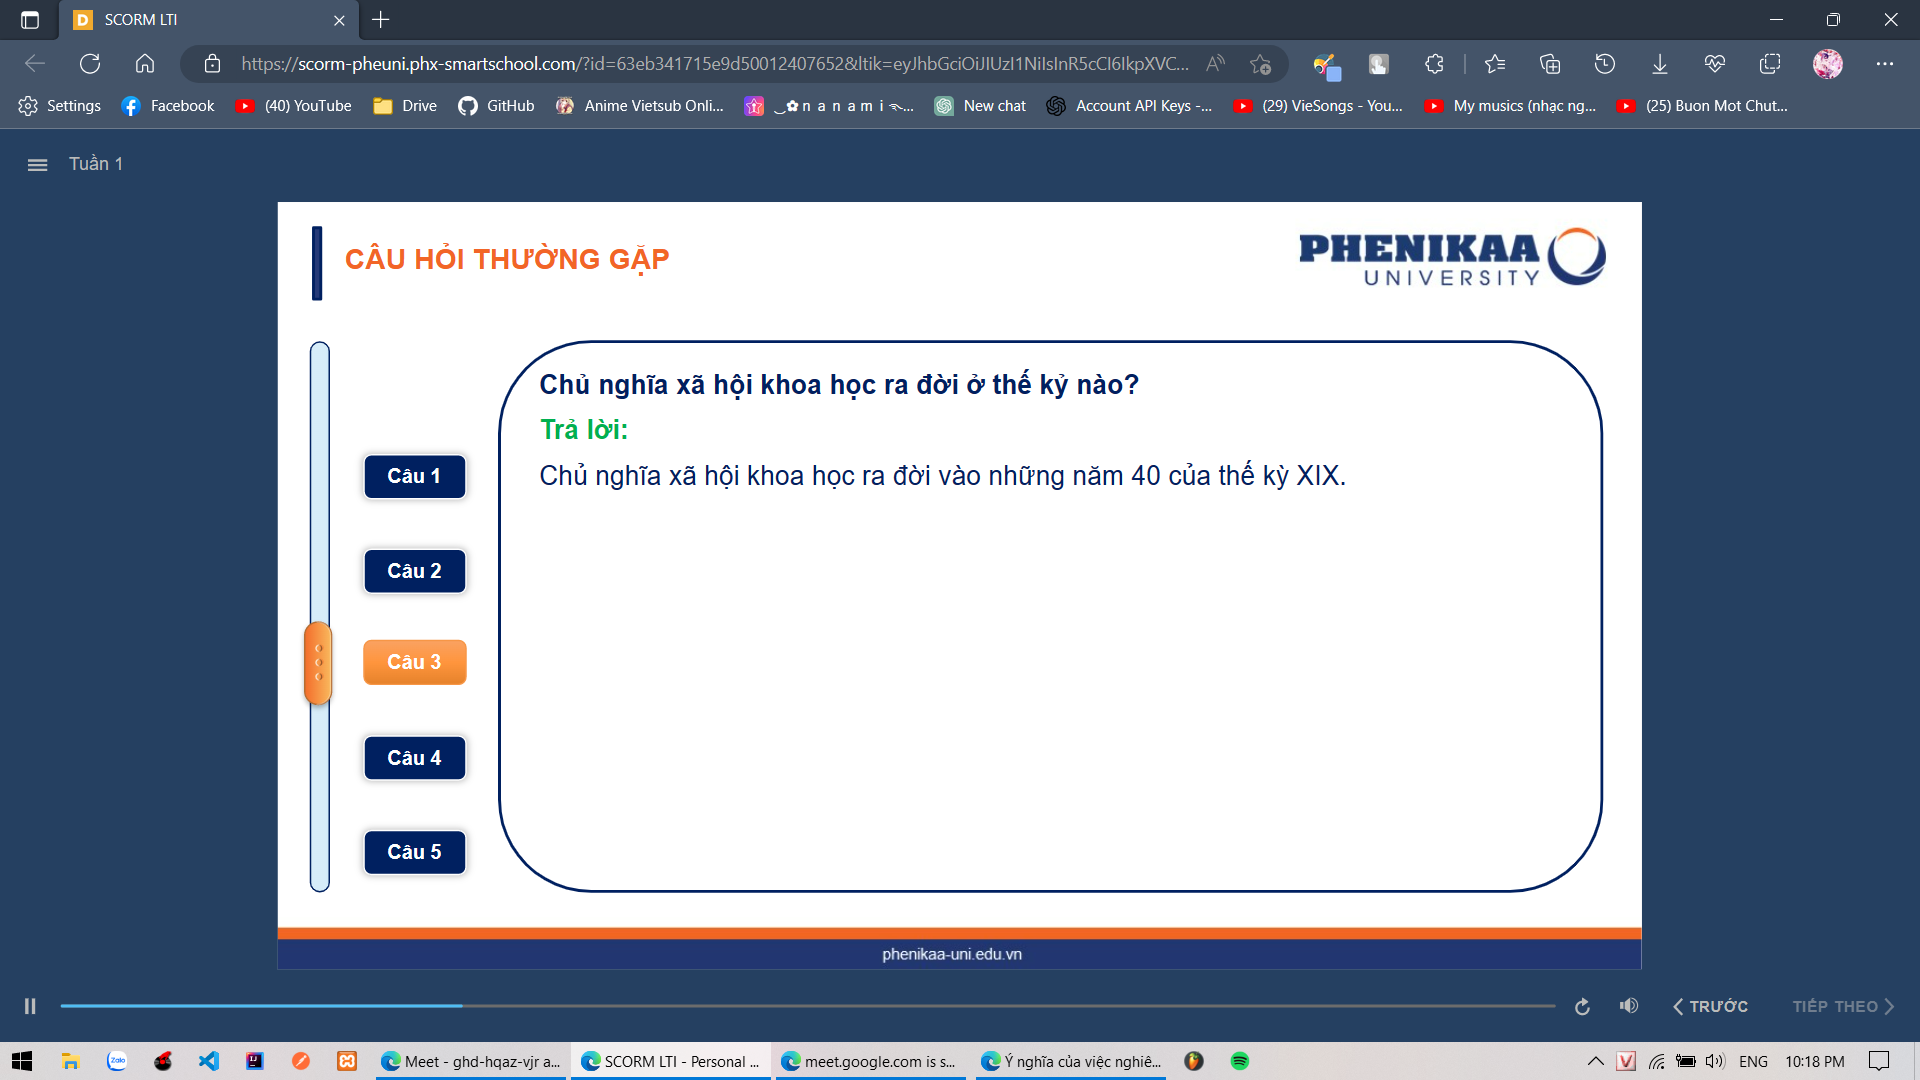 SCORM LTI
https://scorm-pheuni.phx-smartschool.com/?id=63eb341715e9d50012407652&ltik=eyJhbGciOiJIUzI1NiIsInR5cCI6IkpXVC...
Settings Facebook (40) YouTube Drive GitHub Anime Vietsub Onli... n a n a m i ... New chat Account API Keys -... (29) VieSongs - You... My musics (nhạc ng... (25) Buon Mot Chut...
Tuần 1
CÂU HỎI THƯỜNG GẶP
PHENIKAA
UNIVERSITY
Chủ nghĩa xã hội khoa học ra đời ở thế kỷ nào?
Trả lời:
Chủ nghĩa xã hội khoa học ra đời vào những năm 40 của thế kỳ XIX.
Câu 1
Câu 2
Câu 3
Câu 4
Câu 5
phenikaa-uni.edu.vn
TRƯỚC TIẾP THEO
Zalo
Meet - ghd-hqaz-vjr a... SCORM LTI - Personal ... meet.google.com is s... Ý nghĩa của việc nghiê... ENG 10:18 PM